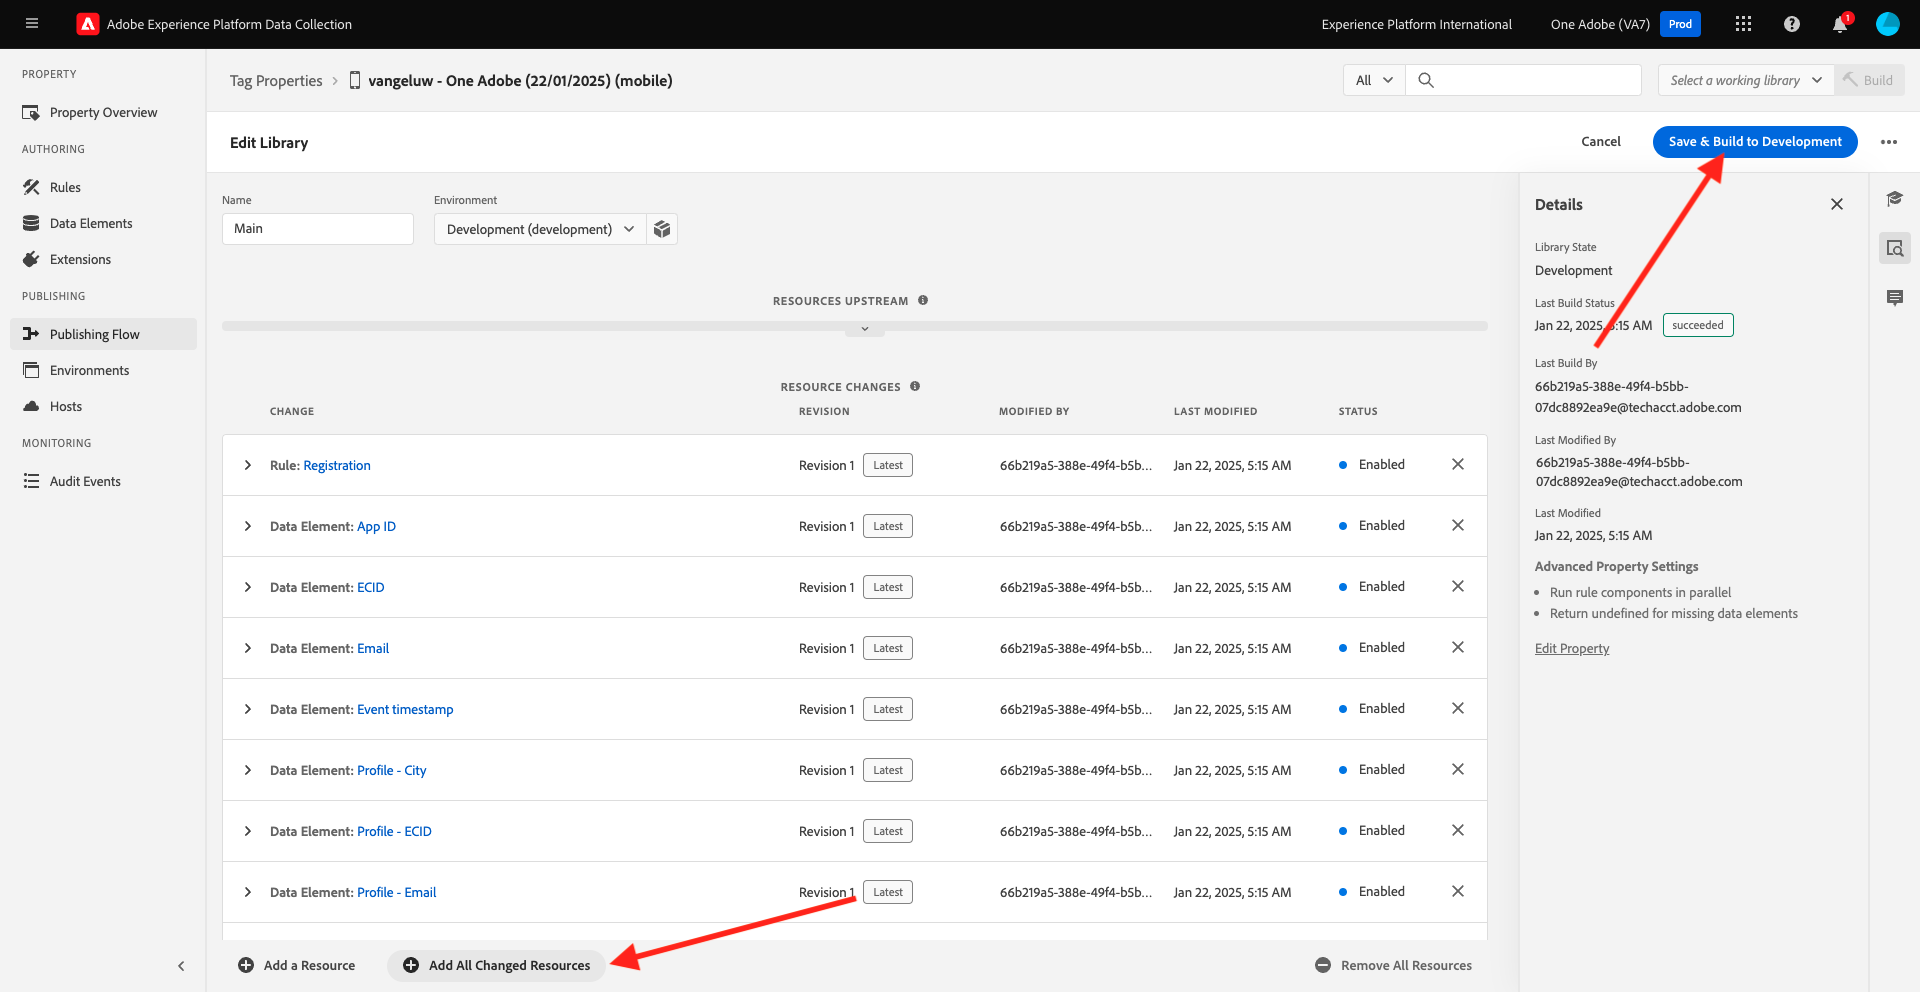 Adobe Experience Platform Data Collection
Experience Platform International
One Adobe (VA7)
Prod
1
PROPERTY
Property Overview
AUTHORING
Rules
Data Elements
Extensions
PUBLISHING
Publishing Flow
Environments
Hosts
MONITORING
Audit Events
Tag Properties
vangeluw - One Adobe (22/01/2025) (mobile)
All
Select a working library
Build
Edit Library
Cancel
Save & Build to Development
Name
Main
Environment
Development (development)
RESOURCES UPSTREAM
RESOURCE CHANGES
CHANGE REVISION MODIFIED BY LAST MODIFIED STATUS
Rule: Registration Revision 1 Latest 66b219a5-388e-49f4-b5b... Jan 22, 2025, 5:15 AM Enabled
Data Element: App ID Revision 1 Latest 66b219a5-388e-49f4-b5b... Jan 22, 2025, 5:15 AM Enabled
Data Element: ECID Revision 1 Latest 66b219a5-388e-49f4-b5b... Jan 22, 2025, 5:15 AM Enabled
Data Element: Email Revision 1 Latest 66b219a5-388e-49f4-b5b... Jan 22, 2025, 5:15 AM Enabled
Data Element: Event timestamp Revision 1 Latest 66b219a5-388e-49f4-b5b... Jan 22, 2025, 5:15 AM Enabled
Data Element: Profile - City Revision 1 Latest 66b219a5-388e-49f4-b5b... Jan 22, 2025, 5:15 AM Enabled
Data Element: Profile - ECID Revision 1 Latest 66b219a5-388e-49f4-b5b... Jan 22, 2025, 5:15 AM Enabled
Data Element: Profile - Email Revision 1 Latest 66b219a5-388e-49f4-b5b... Jan 22, 2025, 5:15 AM Enabled
Add a Resource
Add All Changed Resources
Remove All Resources
Details
Library State
Development
Last Build Status
Jan 22, 2025, 5:15 AM succeeded
Last Build By
66b219a5-388e-49f4-b5bb-
07dc8892ea9e@techacct.adobe.com
Last Modified By
66b219a5-388e-49f4-b5bb-
07dc8892ea9e@techacct.adobe.com
Last Modified
Jan 22, 2025, 5:15 AM
Advanced Property Settings
Run rule components in parallel
Return undefined for missing data elements
Edit Property